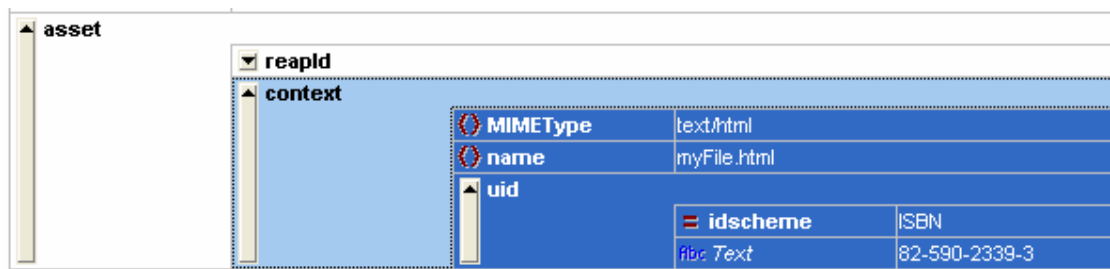 asset
reapId
context
() MIMEType text/html
() name myFile.html
uid
= idscheme ISBN
Abc Text 82-590-2339-3